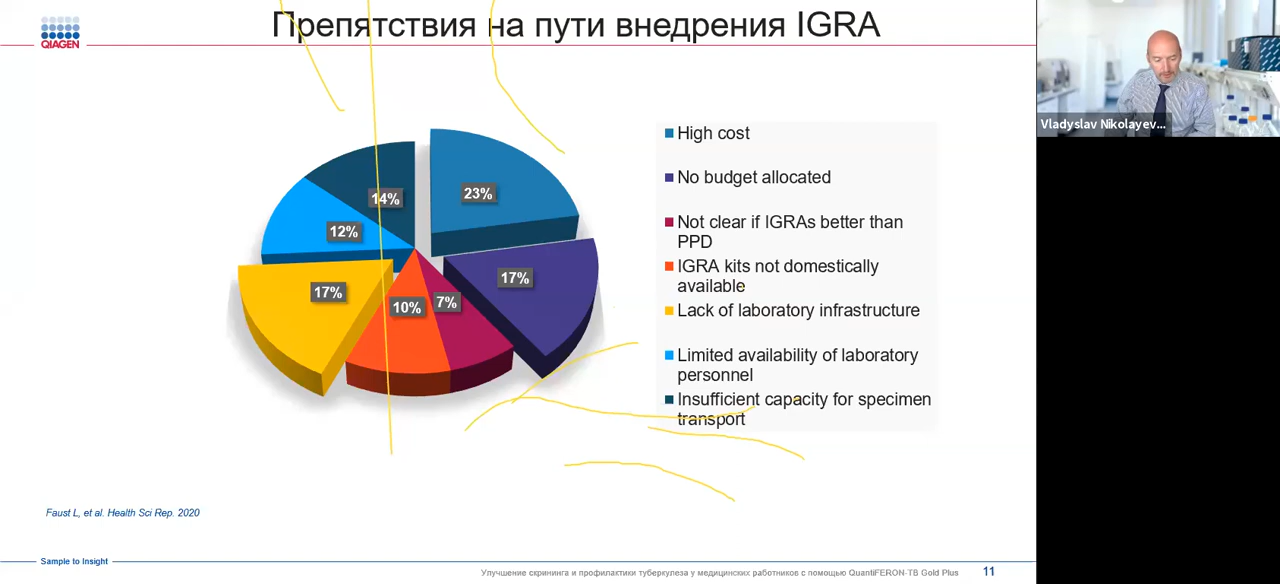 Препятствия на пути внедрения IGRA
QIAGEN
Vladyslav Nikolayev...
High cost
No budget allocated
Not clear if IGRAs better than
PPD
IGRA kits not domestically
available
Lack of laboratory infrastructure
Limited availability of laboratory
personnel
Insufficient capacity for specimen
transport
14%
23%
12%
17%
17%
10%
7%
Faust L, et al. Health Sci Rep. 2020
Sample to Insight
Улучшение скрининга и профилактики туберкулеза у медицинских работников с помощью QuantiFERON-TB Gold Plus
11